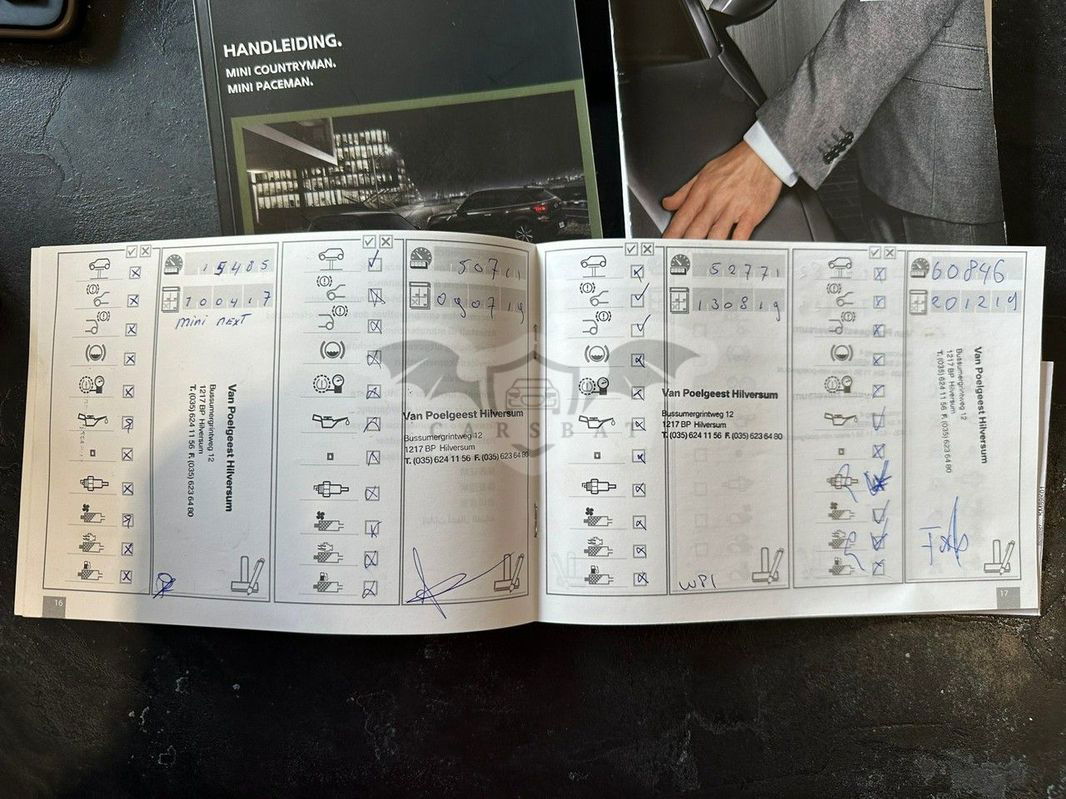 HANDLEIDING.
MINI COUNTRYMAN.
MINI PACEMAN.
15485
100417
mini NEXT
Van Poelgeest Hilversum
Bussumergrintweg 12
1217 BP Hilversum
T. (035) 624 11 56 F. (035) 623 64 80
16
090719
Van Poelgeest Hilversum
Bussumergrintweg 12
1217 BP Hilversum
T. (035) 624 11 56 F. (035) 623 64 80
CARSBAT
52771
130819
Van Poelgeest Hilversum
Bussumergrintweg 12
1217 BP Hilversum
T. (035) 624 11 56 F. (035) 623 64 80
WPI
60846
201219
Van Poelgeest Hilversum
Bussumergrintweg 12
1217 BP Hilversum
T. (035) 624 11 56 F. (035) 623 64 80
17